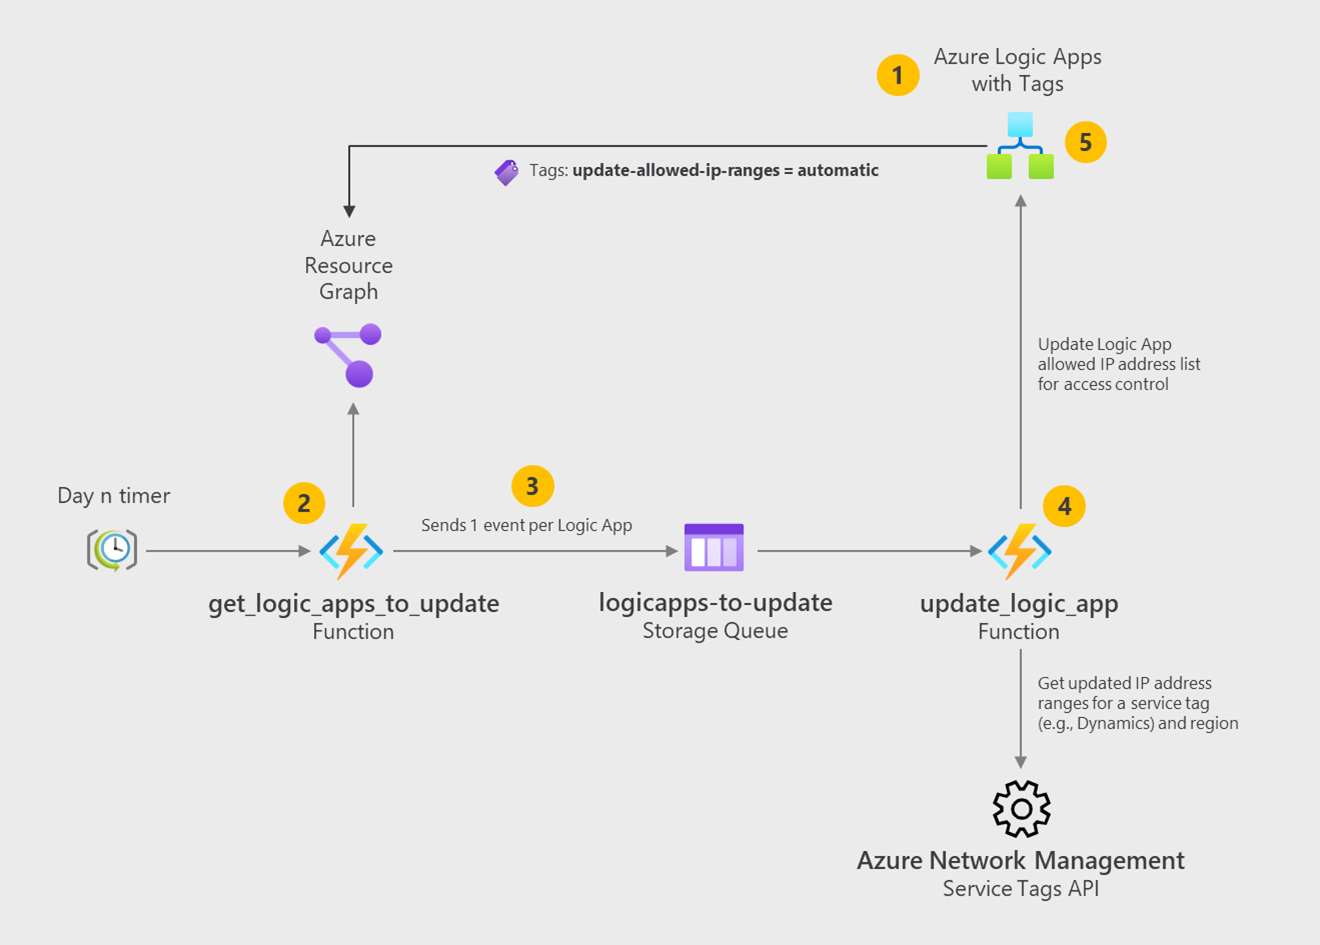 1
Azure Logic Apps
with Tags
5
Tags: update-allowed-ip-ranges = automatic
Azure
Resource
Graph
Update Logic App
allowed IP address list
for access control
Day n timer
2
3
Sends 1 event per Logic App
4
get_logic_apps_to_update
Function
logicapps-to-update
Storage Queue
update_logic_app
Function
Get updated IP address
ranges for a service tag
(e.g., Dynamics) and region
Azure Network Management
Service Tags API